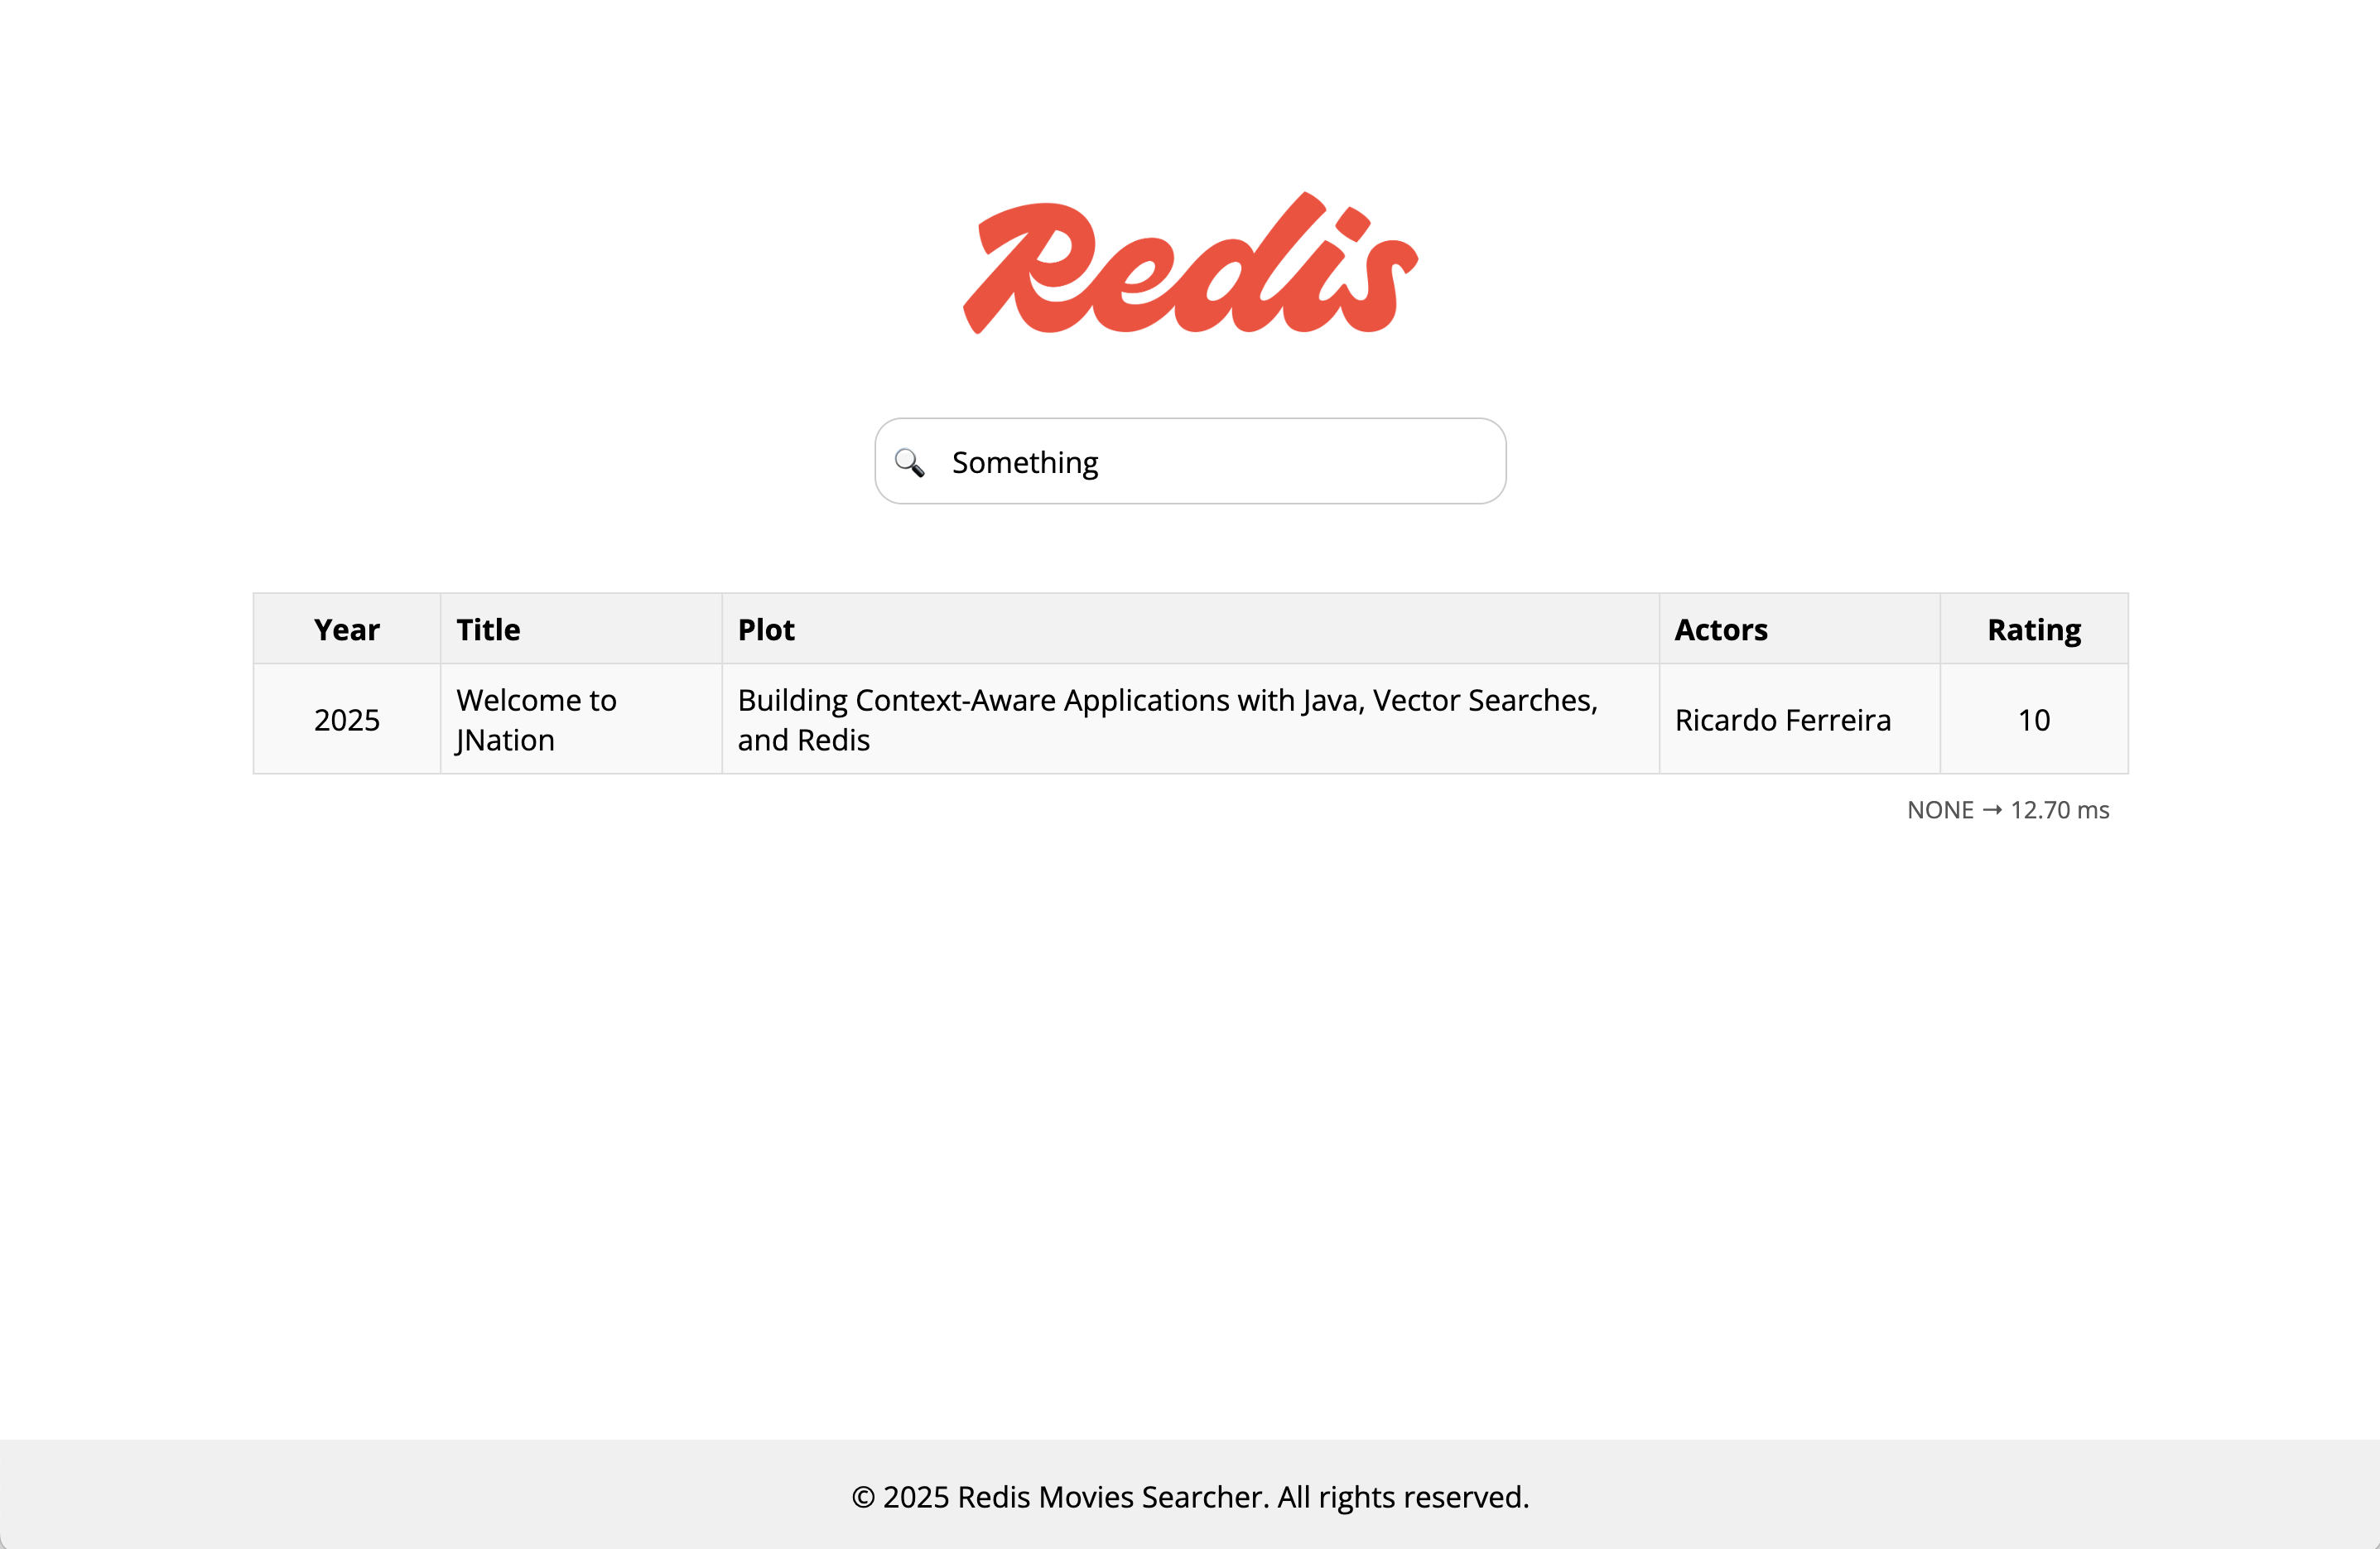 Redis
Something
Year Title Plot Actors Rating
2025 Welcome to JNation Building Context-Aware Applications with Java, Vector Searches, and Redis Ricardo Ferreira 10
NONE → 12.70 ms
© 2025 Redis Movies Searcher. All rights reserved.